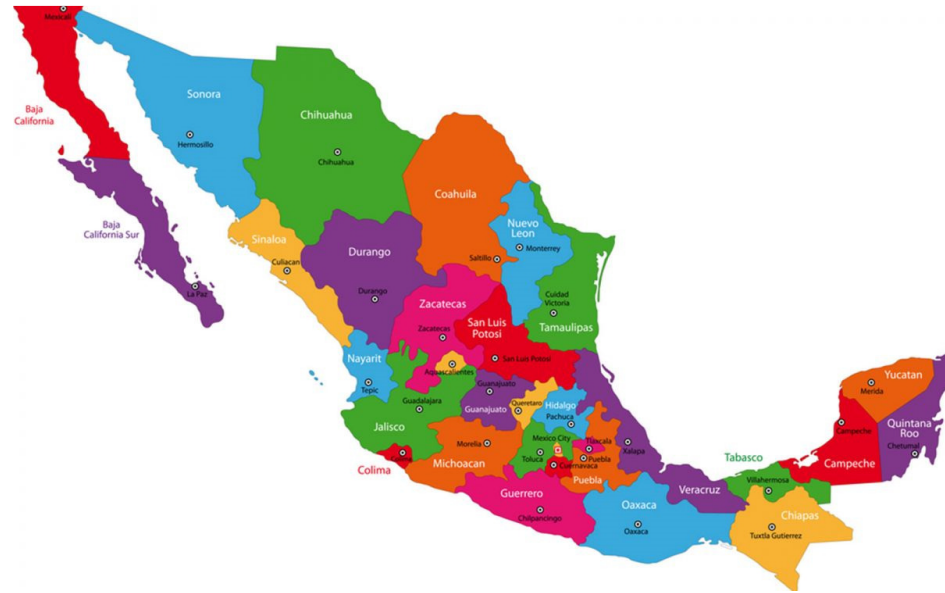 Mexicali
Sonora
Baja
California
Hermosillo
Chihuahua
Chihuahua
Coahuila
Baja
California Sur
La Paz
Sinaloa
Culiacan
Durango
Durango
Nuevo
Leon
Monterrey
Saltillo
Cuidad
Victoria
Tamaulipas
Zacatecas
Zacatecas
San Luis
Potosi
San Luis Potosi
Nayarit
Tepic
Aquascalientes
Guadalajara
Jalisco
Guanajuato
Guanajuato
Queretaro
Hidalgo
Pachuca
Colima
Colima
Morelia
Michoacan
Mexico City
Toluca
Tlaxcala
Puebla
Cuernavaca
Puebla
Xalapa
Veracruz
Guerrero
Chilpancingo
Oaxaca
Oaxaca
Tabasco
Villahermosa
Chiapas
Tuxtla Gutierrez
Campeche
Campeche
Yucatan
Merida
Quintana
Roo
Chetumal